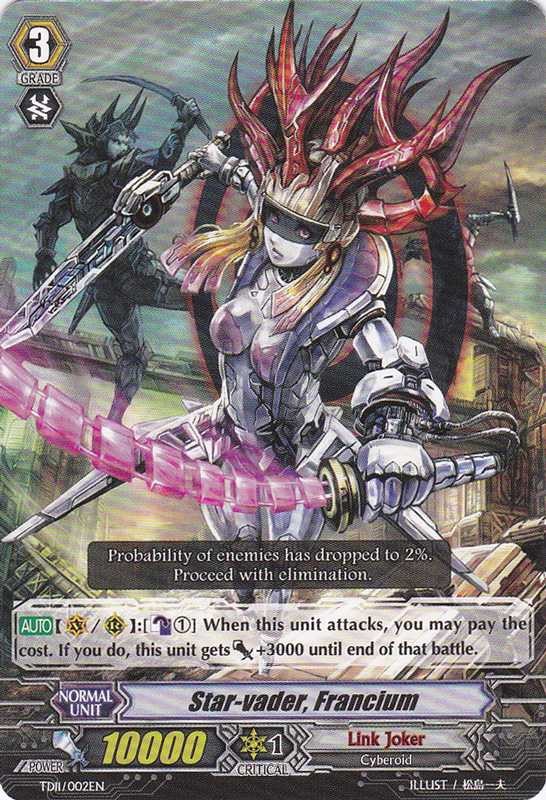 3
GRADE
Probability of enemies has dropped to 2%.
Proceed with elimination.
AUTO [ / ]:[ ①] When this unit attacks, you may pay the
cost. If you do, this unit gets +3000 until end of that battle.
NORMAL
UNIT
Star-vader, Francium
POWER
10000
1
CRITICAL
Link Joker
Cyberoid
TD11/002EN
ILLUST / 松島一夫